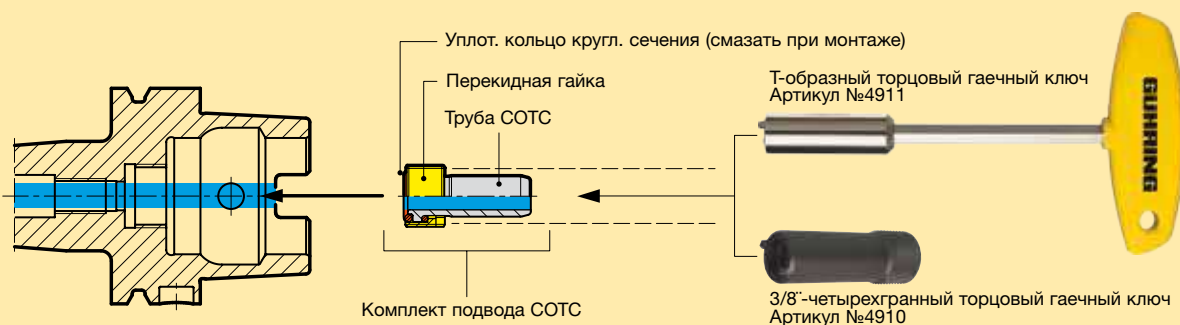 Уплот. кольцо кругл. сечения (смазать при монтаже)
Перекидная гайка
Труба СОТС
Комплект подвода СОТС
Т-образный торцовый гаечный ключ
Артикул №4911
GUHRING
3/8¨-четырехгранный торцовый гаечный ключ
Артикул №4910